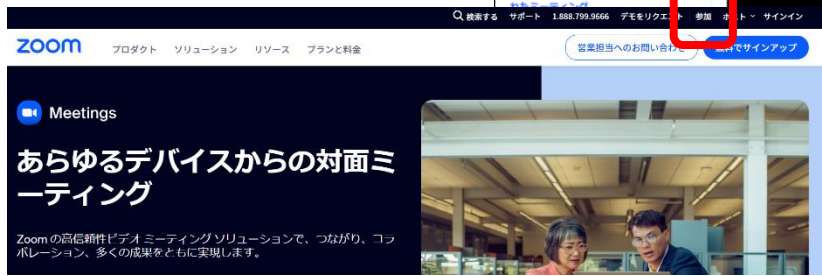 検索する サポート 1.888.799.9666 デモをリクエスト 参加 ホスト サインイン
zoom プロダクト ソリューション リソース プランと料金 営業担当へのお問い合わせ 無料でサインアップ
Meetings
あらゆるデバイスからの対面ミ
ーティング
Zoom の高信頼性ビデオ ミーティング ソリューションで、つながり、コラ
ボレーション、多くの成果をともに実現します。